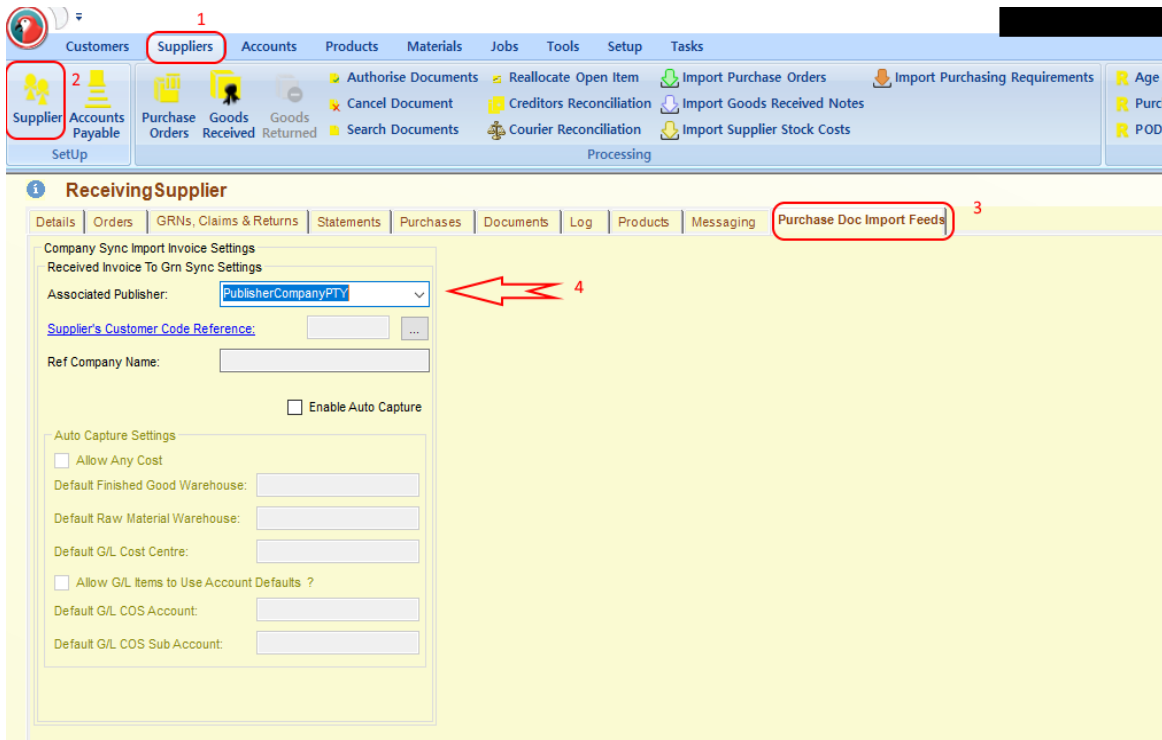 1
Customers Suppliers Accounts Products Materials Jobs Tools Setup Tasks
2
Supplier
Accounts Payable
SetUp
Purchase Orders
Goods Received
Goods Returned
Authorise Documents
Cancel Document
Search Documents
Reallocate Open Item
Creditors Reconciliation
Courier Reconciliation
Import Purchase Orders
Import Goods Received Notes
Import Supplier Stock Costs
Import Purchasing Requirements
Processing
R Age
R Purc
R POD
ReceivingSupplier
Details Orders GRNs, Claims & Returns Statements Purchases Documents Log Products Messaging Purchase Doc Import Feeds
3
Company Sync Import Invoice Settings
Received Invoice To Grn Sync Settings
Associated Publisher: PublisherCompanyPTY
4
Supplier's Customer Code Reference: ...
Ref Company Name:
Enable Auto Capture
Auto Capture Settings
Allow Any Cost
Default Finished Good Warehouse:
Default Raw Material Warehouse:
Default G/L Cost Centre:
Allow G/L Items to Use Account Defaults ?
Default G/L COS Account:
Default G/L COS Sub Account: